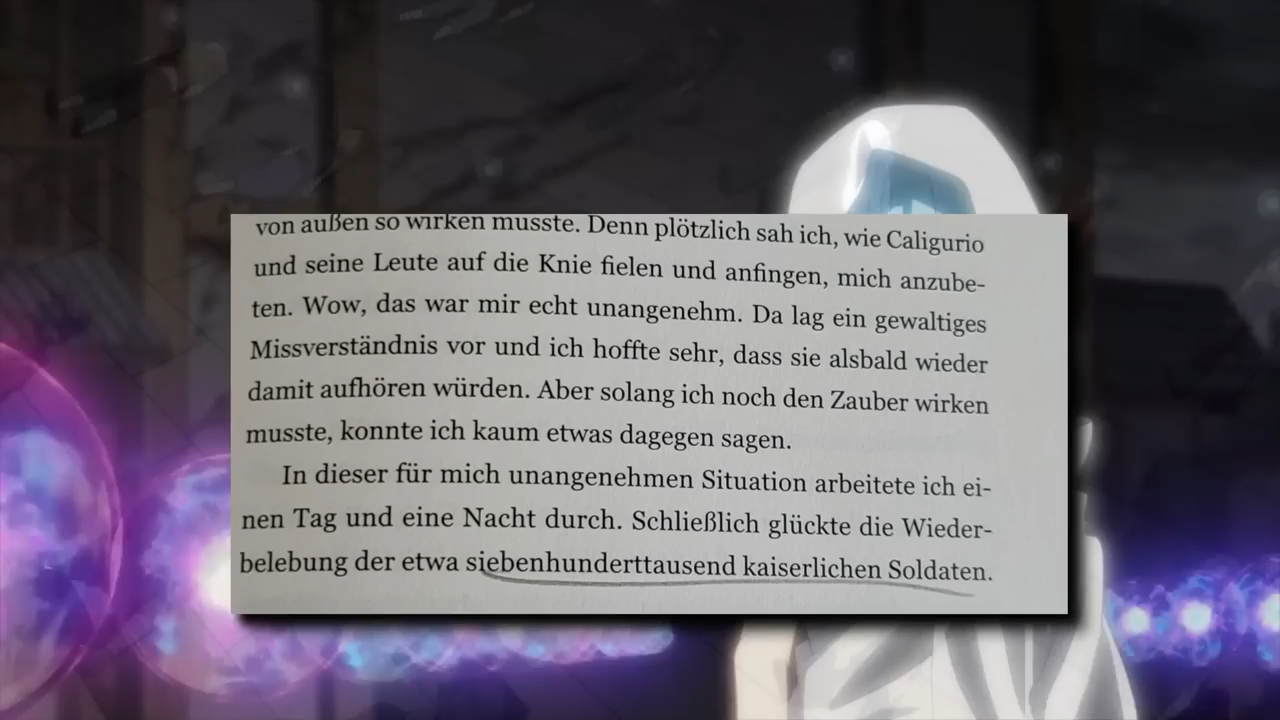 von außen so wirken musste. Denn plötzlich sah ich, wie Caligurio
und seine Leute auf die Knie fielen und anfingen, mich anzube-
ten. Wow, das war mir echt unangenehm. Da lag ein gewaltiges
Missverständnis vor und ich hoffte sehr, dass sie alsbald wieder
damit aufhören würden. Aber solang ich noch den Zauber wirken
musste, konnte ich kaum etwas dagegen sagen.
In dieser für mich unangenehmen Situation arbeitete ich ei-
nen Tag und eine Nacht durch. Schließlich glückte die Wieder-
belebung der etwa siebenhunderttausend kaiserlichen Soldaten.